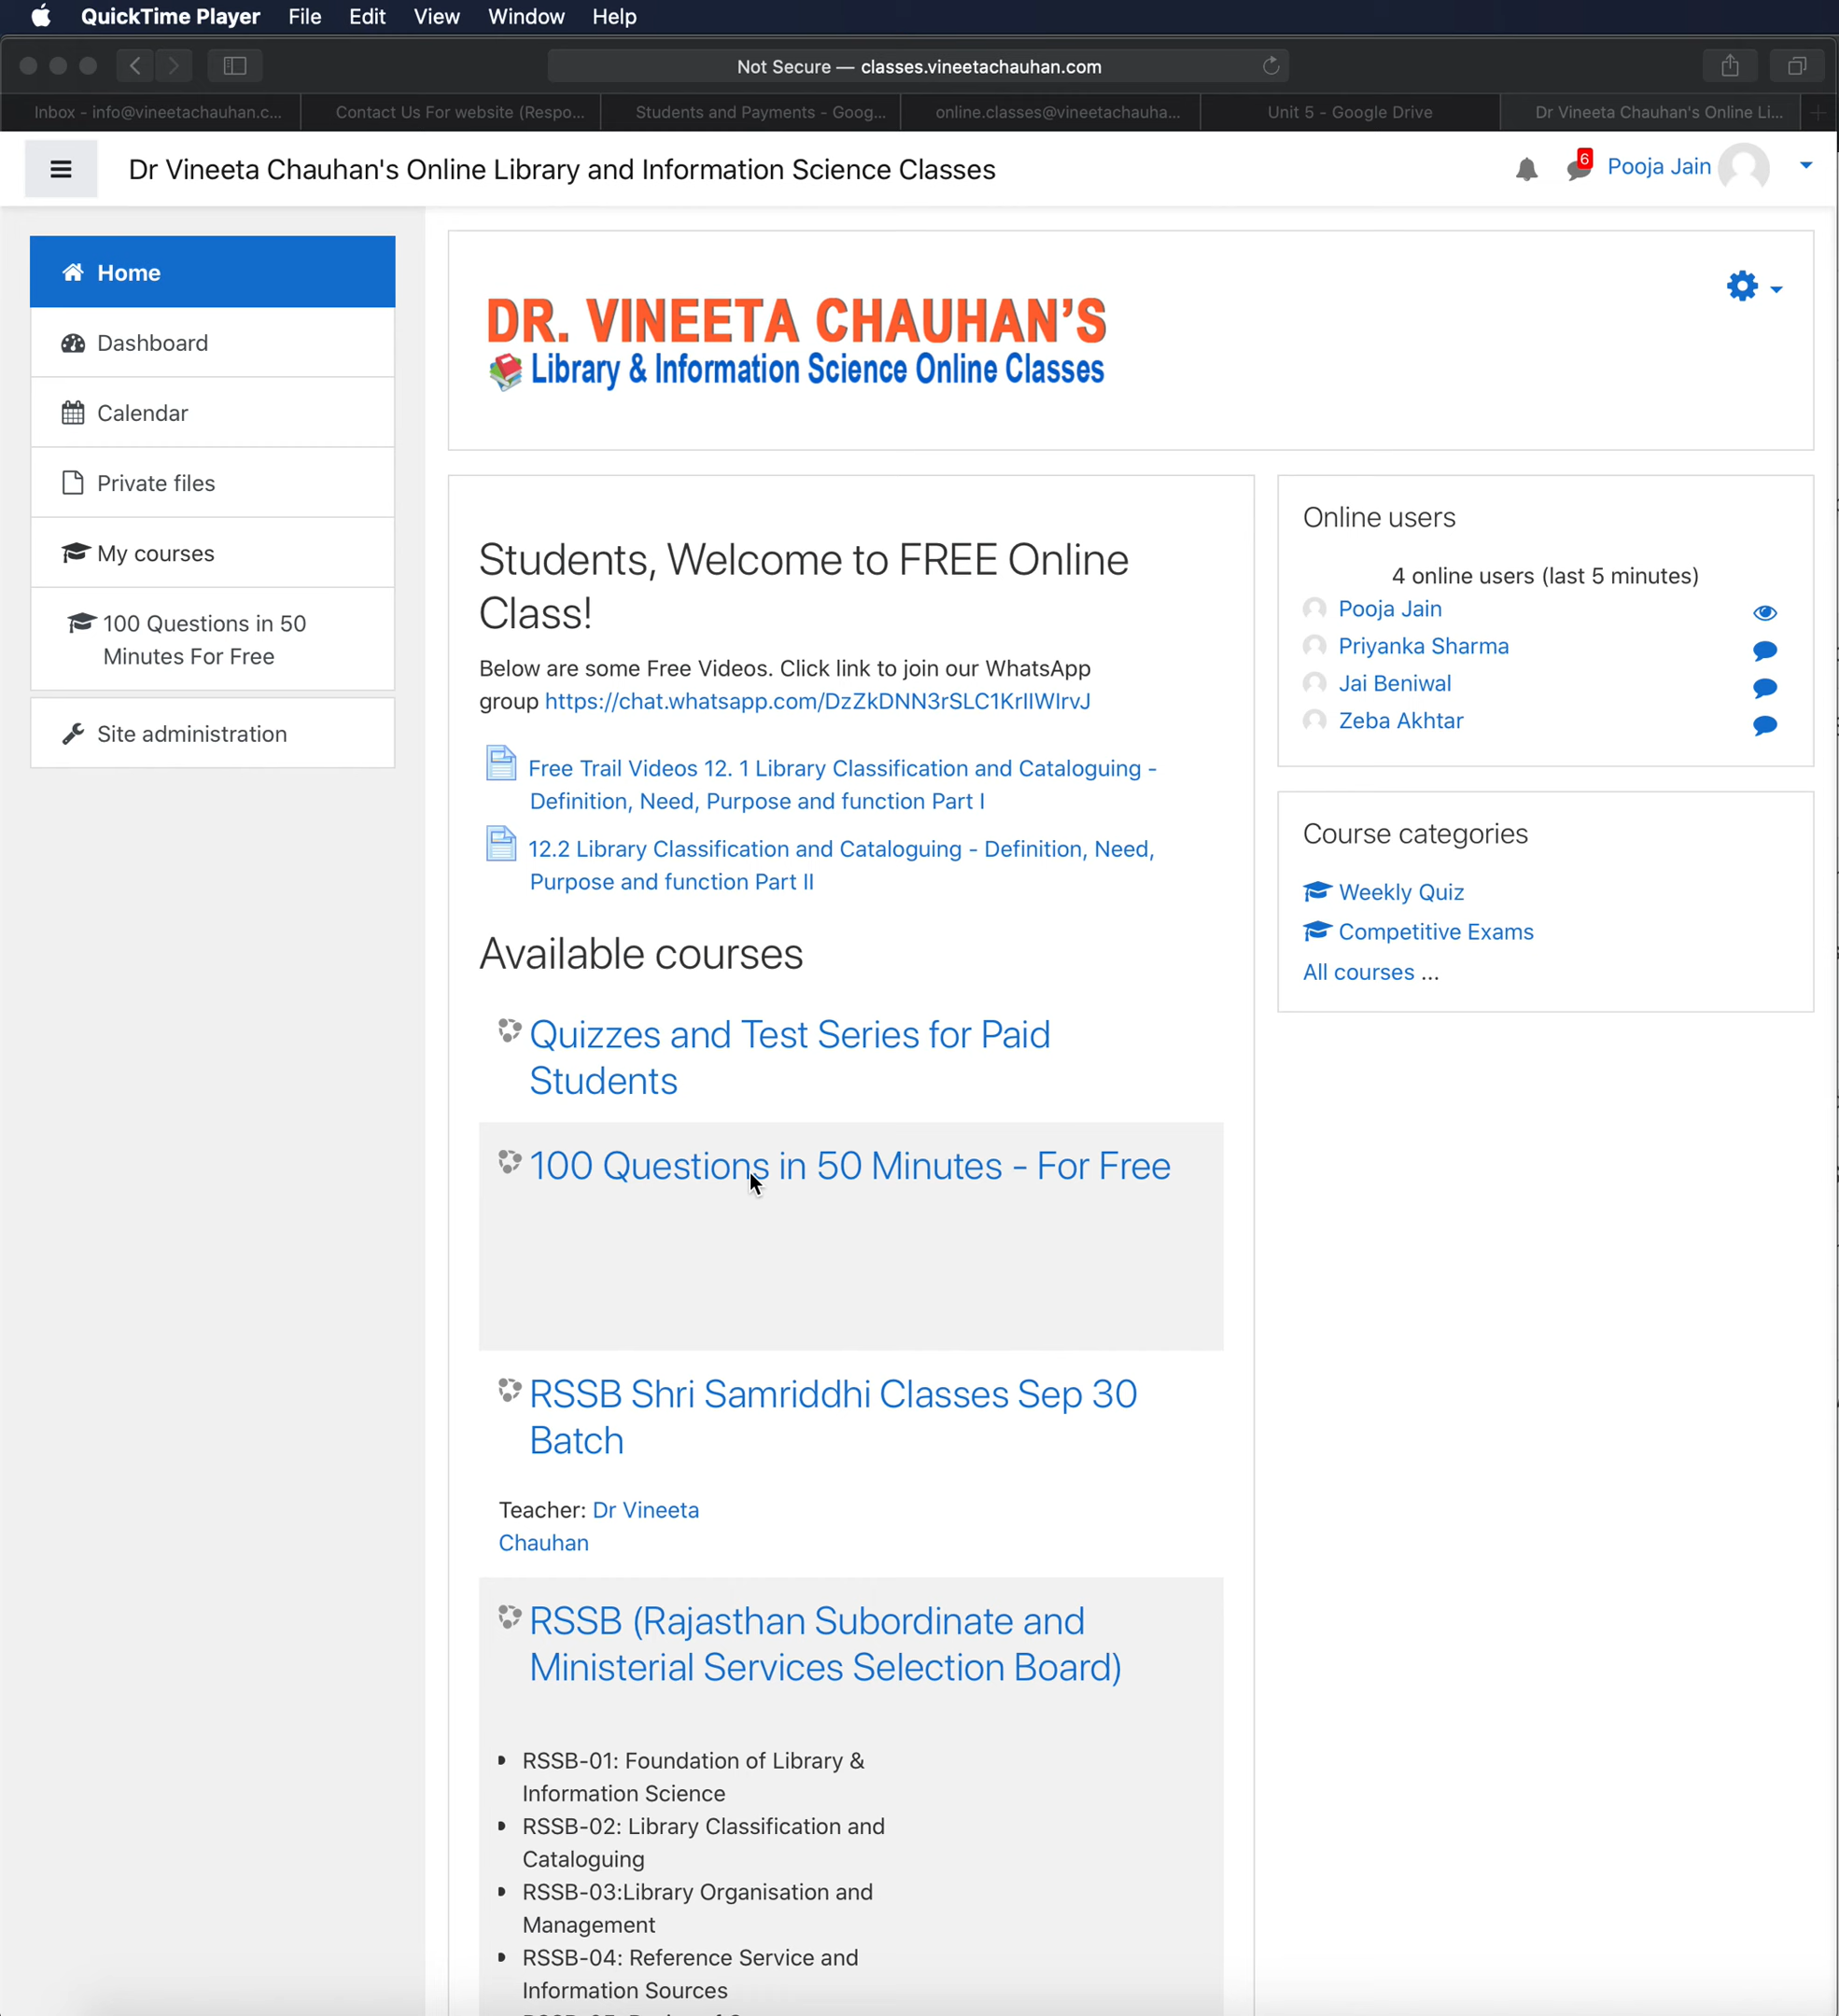 QuickTime Player File Edit View Window Help
Not Secure — classes.vineetachauhan.com
Inbox - info@vineetachauhan.c... Contact Us For website (Respo... Students and Payments - Goog... online.classes@vineetachauha... Unit 5 - Google Drive Dr Vineeta Chauhan's Online Li...
Dr Vineeta Chauhan's Online Library and Information Science Classes
6 Pooja Jain
Home
Dashboard
Calendar
Private files
My courses
100 Questions in 50
Minutes For Free
Site administration
DR. VINEETA CHAUHAN'S
Library & Information Science Online Classes
Students, Welcome to FREE Online
Class!
Below are some Free Videos. Click link to join our WhatsApp
group https://chat.whatsapp.com/DzZkDNN3rSLC1KrIIWIrvJ
Free Trail Videos 12. 1 Library Classification and Cataloguing -
Definition, Need, Purpose and function Part I
12.2 Library Classification and Cataloguing - Definition, Need,
Purpose and function Part II
Available courses
Quizzes and Test Series for Paid
Students
100 Questions in 50 Minutes - For Free
RSSB Shri Samriddhi Classes Sep 30
Batch
Teacher: Dr Vineeta
Chauhan
RSSB (Rajasthan Subordinate and
Ministerial Services Selection Board)
RSSB-01: Foundation of Library &
Information Science
RSSB-02: Library Classification and
Cataloguing
RSSB-03:Library Organisation and
Management
RSSB-04: Reference Service and
Information Sources
Online users
4 online users (last 5 minutes)
Pooja Jain
Priyanka Sharma
Jai Beniwal
Zeba Akhtar
Course categories
Weekly Quiz
Competitive Exams
All courses ...